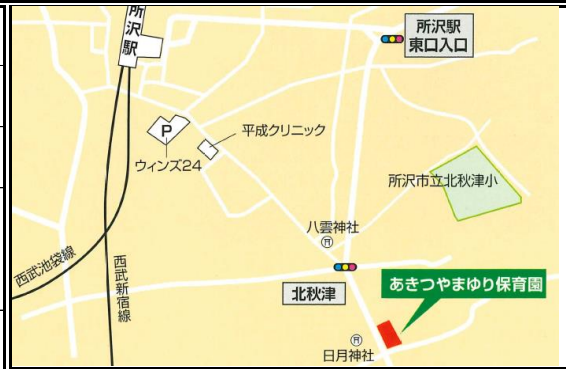 所沢駅
所沢駅
東口入口
P
平成クリニック
ウィンズ24
所沢市立北秋津小
八雲神社
西武池袋線
西武新宿線
北秋津
あきつやまゆり保育園
日月神社